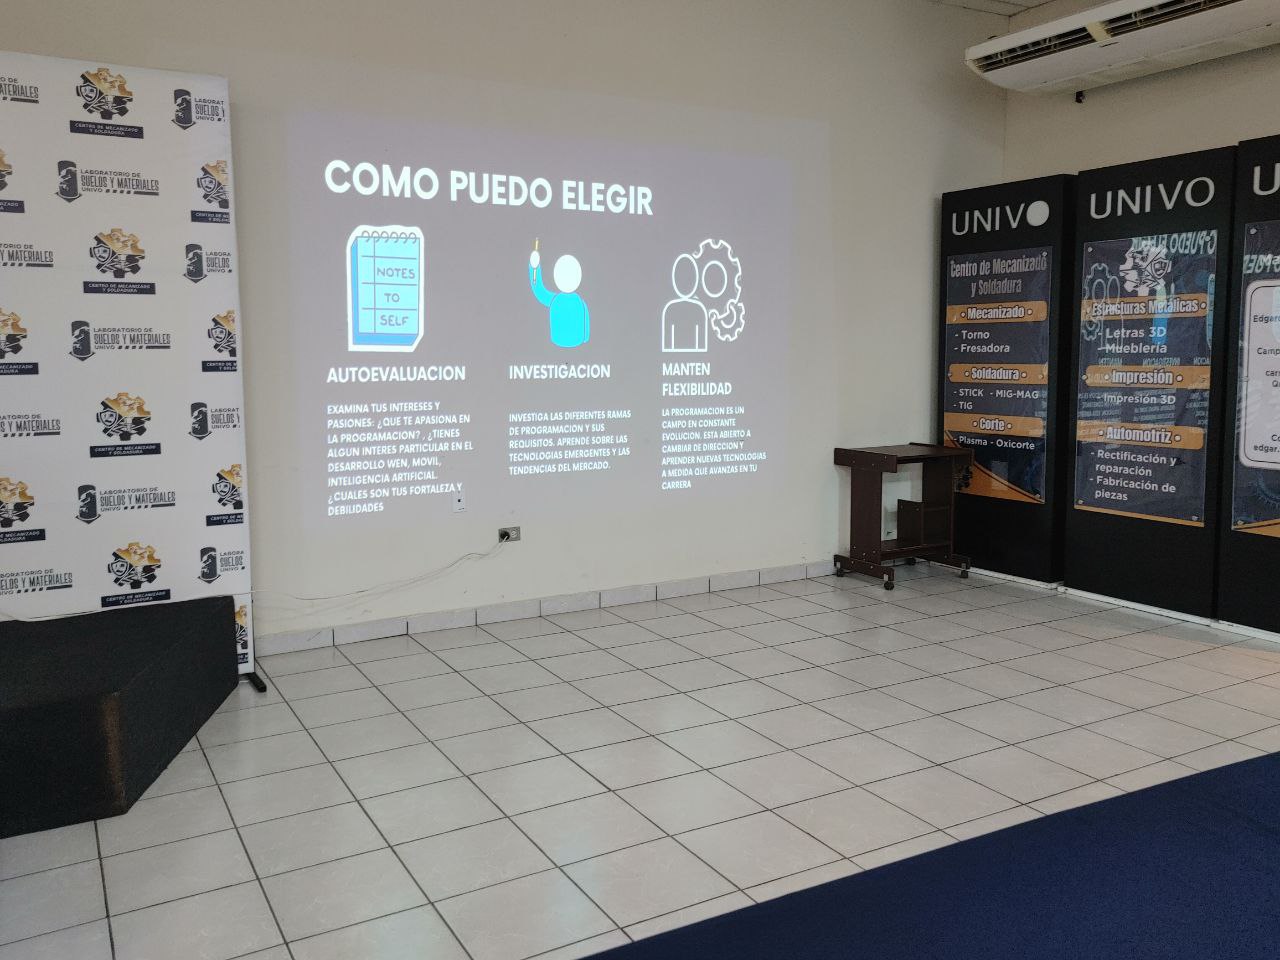 COMO PUEDO ELEGIR
NOTES
TO
SELF
AUTOEVALUACION
EXAMINA TUS INTERESES Y
PASIONES: ¿QUE TE APASIONA EN
LA PROGRAMACION? , ¿TIENES
ALGUN INTERES PARTICULAR EN EL
DESARROLLO WEN, MOVIL,
INTELIGENCIA ARTIFICIAL.
¿CUALES SON TUS FORTALEZA Y
DEBILIDADES
INVESTIGACION
INVESTIGA LAS DIFERENTES RAMAS
DE PROGRAMACION Y SUS
REQUISITOS. APRENDE SOBRE LAS
TECNOLOGIAS EMERGENTES Y LAS
TENDENCIAS DEL MERCADO.
MANTEN
FLEXIBILIDAD
LA PROGRAMACION ES UN
CAMPO EN CONSTANTE
EVOLUCION. ESTA ABIERTO A
CAMBIAR DE DIRECCION Y
APRENDER NUEVAS TECNOLOGIAS
A MEDIDA QUE AVANZAS EN TU
CARRERA
CENTRO DE MECANIZADO
Y SOLDADURA
LABORATORIO DE
SUELOS Y MATERIALES
UNIVO
UNIVO
Centro de Mecanizado
y Soldadura
• Mecanizado •
- Torno
- Fresadora
• Soldadura •
- STICK - MIG-MAG
- TIG
• Corte •
- Plasma - Oxicorte
UNIVO
Estructuras Metálicas
- Letras 3D
- Mueblería
• Impresión •
- Impresión 3D
• Automotriz •
- Rectificación y
reparación
- Fabricación de
piezas